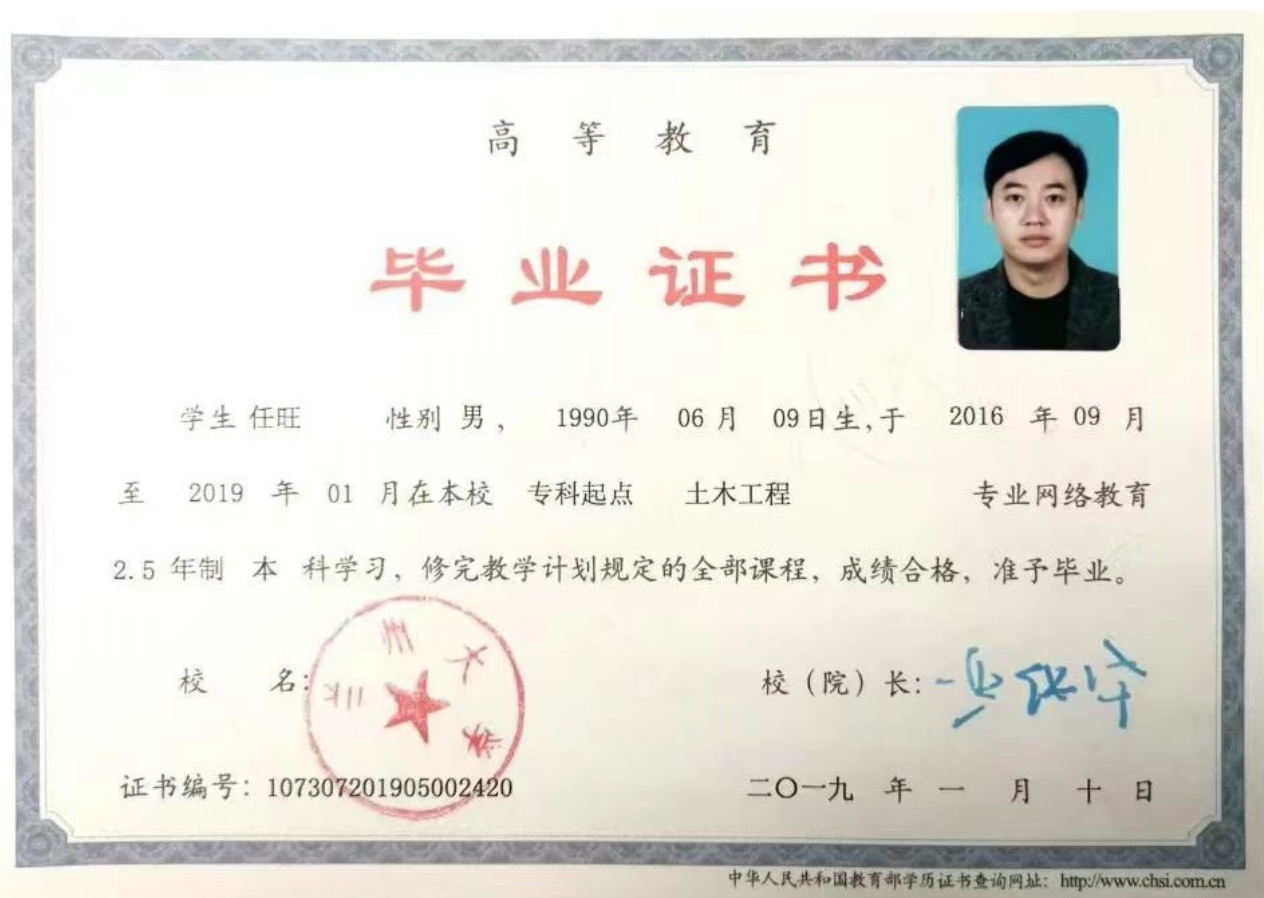 高等教育
毕业证书
学生 任旺 性别 男， 1990年 06 月 09日生，于 2016 年 09 月
至 2019 年 01 月在本校 专科起点 土木工程 专业网络教育
2.5 年制 本 科学习，修完教学计划规定的全部课程，成绩合格，准予毕业。
校 名：
兰州大学
校（院）长：
证书编号：107307201905002420
二〇一九 年 一 月 十 日
中华人民共和国教育部学历证书查询网址：http://www.chsi.com.cn